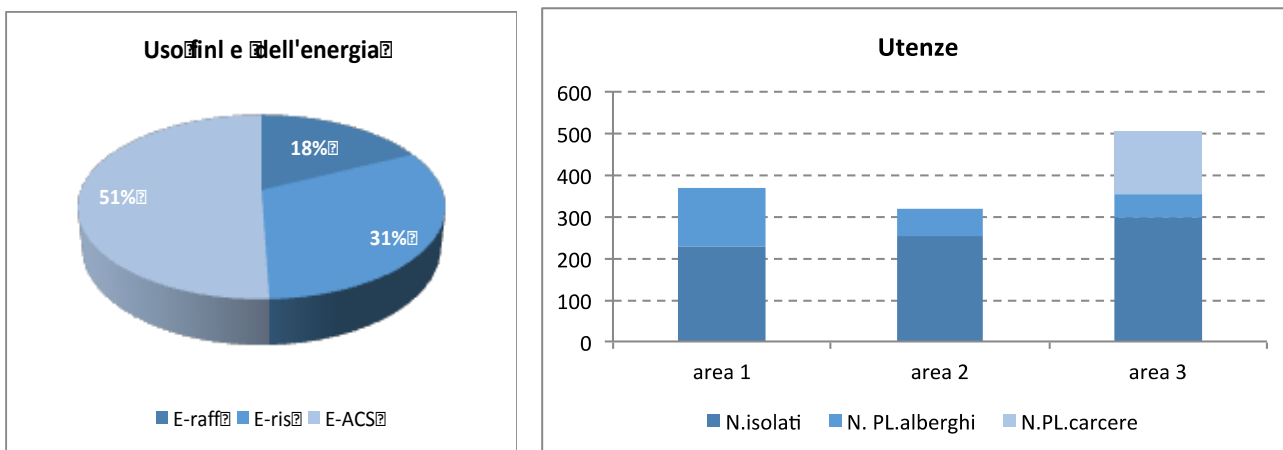 Uso⍰finl e ⍰dell'energia⍰
18%⍰
51%⍰
31%⍰
E-raff⍰ E-ris⍰ E-ACS⍰
Utenze
600
500
400
300
200
100
0
area 1 area 2 area 3
N.isolati N. PL.alberghi N.PL.carcere